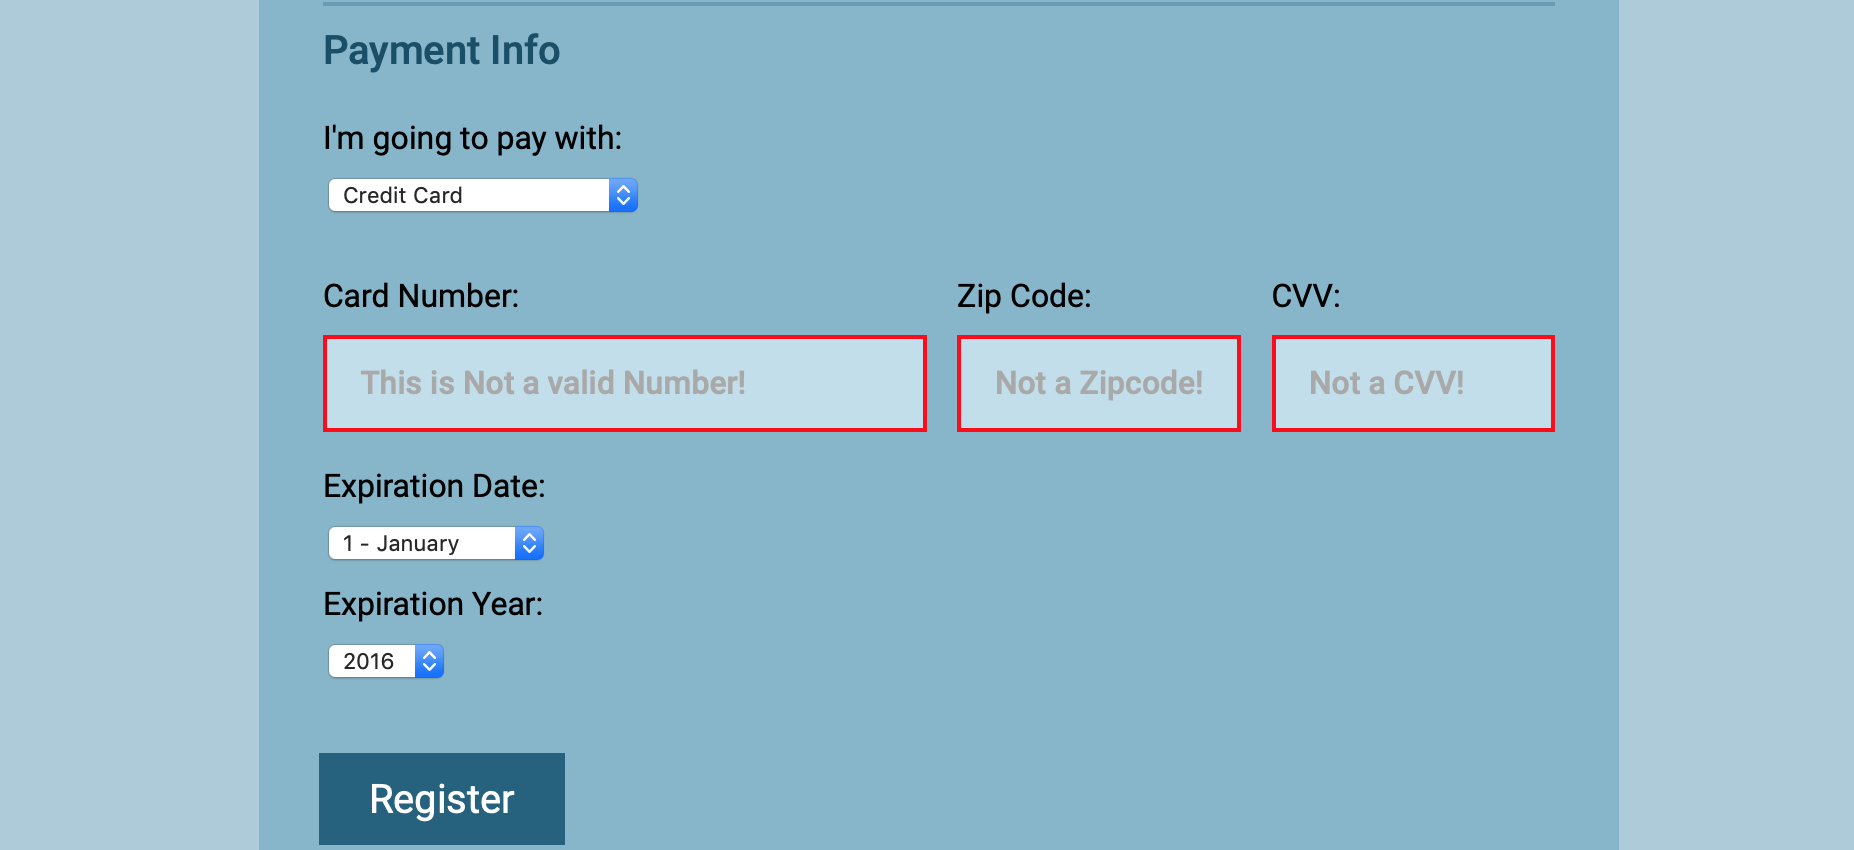 Payment Info
I'm going to pay with:
Credit Card
Card Number: Zip Code: CVV:
This is Not a valid Number! Not a Zipcode! Not a CVV!
Expiration Date:
1 - January
Expiration Year:
2016
Register